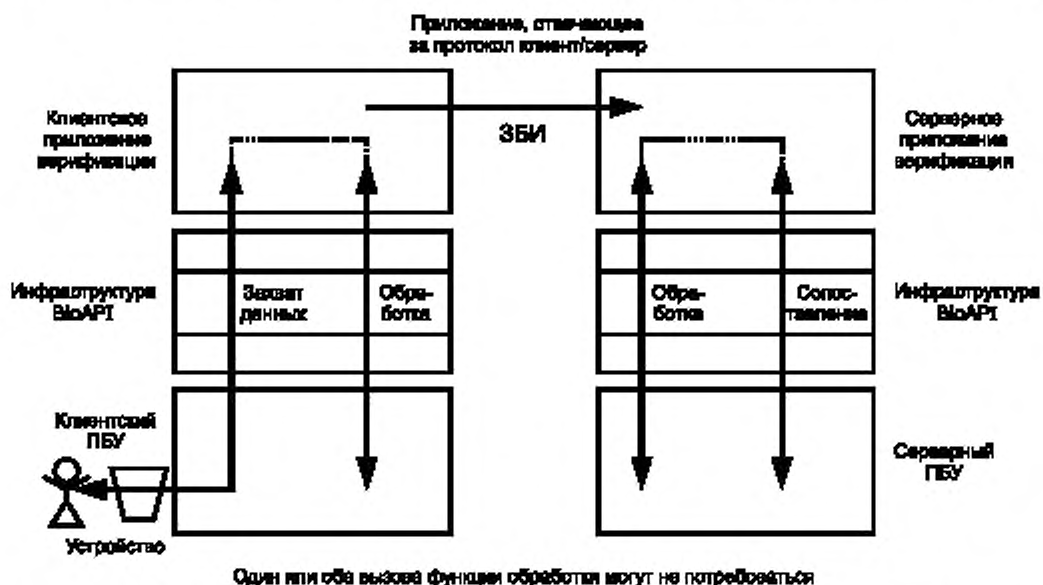 Приложение, отвечающее
за протокол клиент/сервер
Клиентское
приложение
верификации
ЗБИ
Серверное
приложение
верификации
Инфраструктура
BioAPI
Захват
данных
Обра-
ботка
Обра-
ботка
Сопос-
тавление
Инфраструктура
BioAPI
Клиентский
ПБУ
Устройство
Серверный
ПБУ
Один или оба вызова функции обработки могут не потребоваться